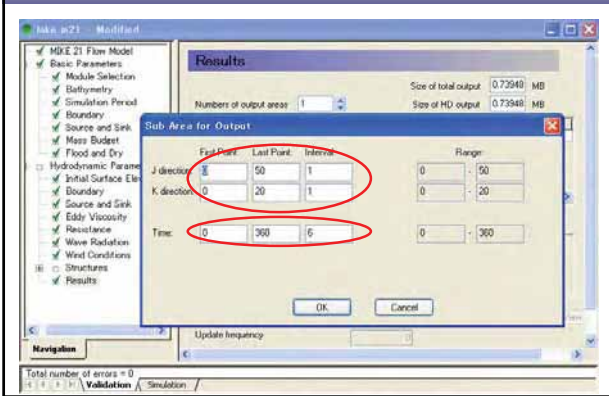 lake.m21 - Modified
MIKE 21 Flow Model
Basic Parameters
Module Selection
Bathymetry
Simulation Period
Boundary
Source and Sink
Mass Budget
Flood and Dry
Hydrodynamic Parame
Initial Surface Ele
Boundary
Source and Sink
Eddy Viscosity
Resistance
Wave Radiation
Wind Conditions
Structures
Results
Navigation
Results
Size of total output 0.73948 MB
Numbers of output areas 1 Size of HD output 0.73948 MB
Sub Area for Output
First Point Last Point Interval Range
J direction: 0 50 1 0 - 50
K direction: 0 20 1 0 - 20
Time: 0 360 6 0 - 360
OK Cancel
Update frequency 0
Total number of errors = 0
Validation Simulation